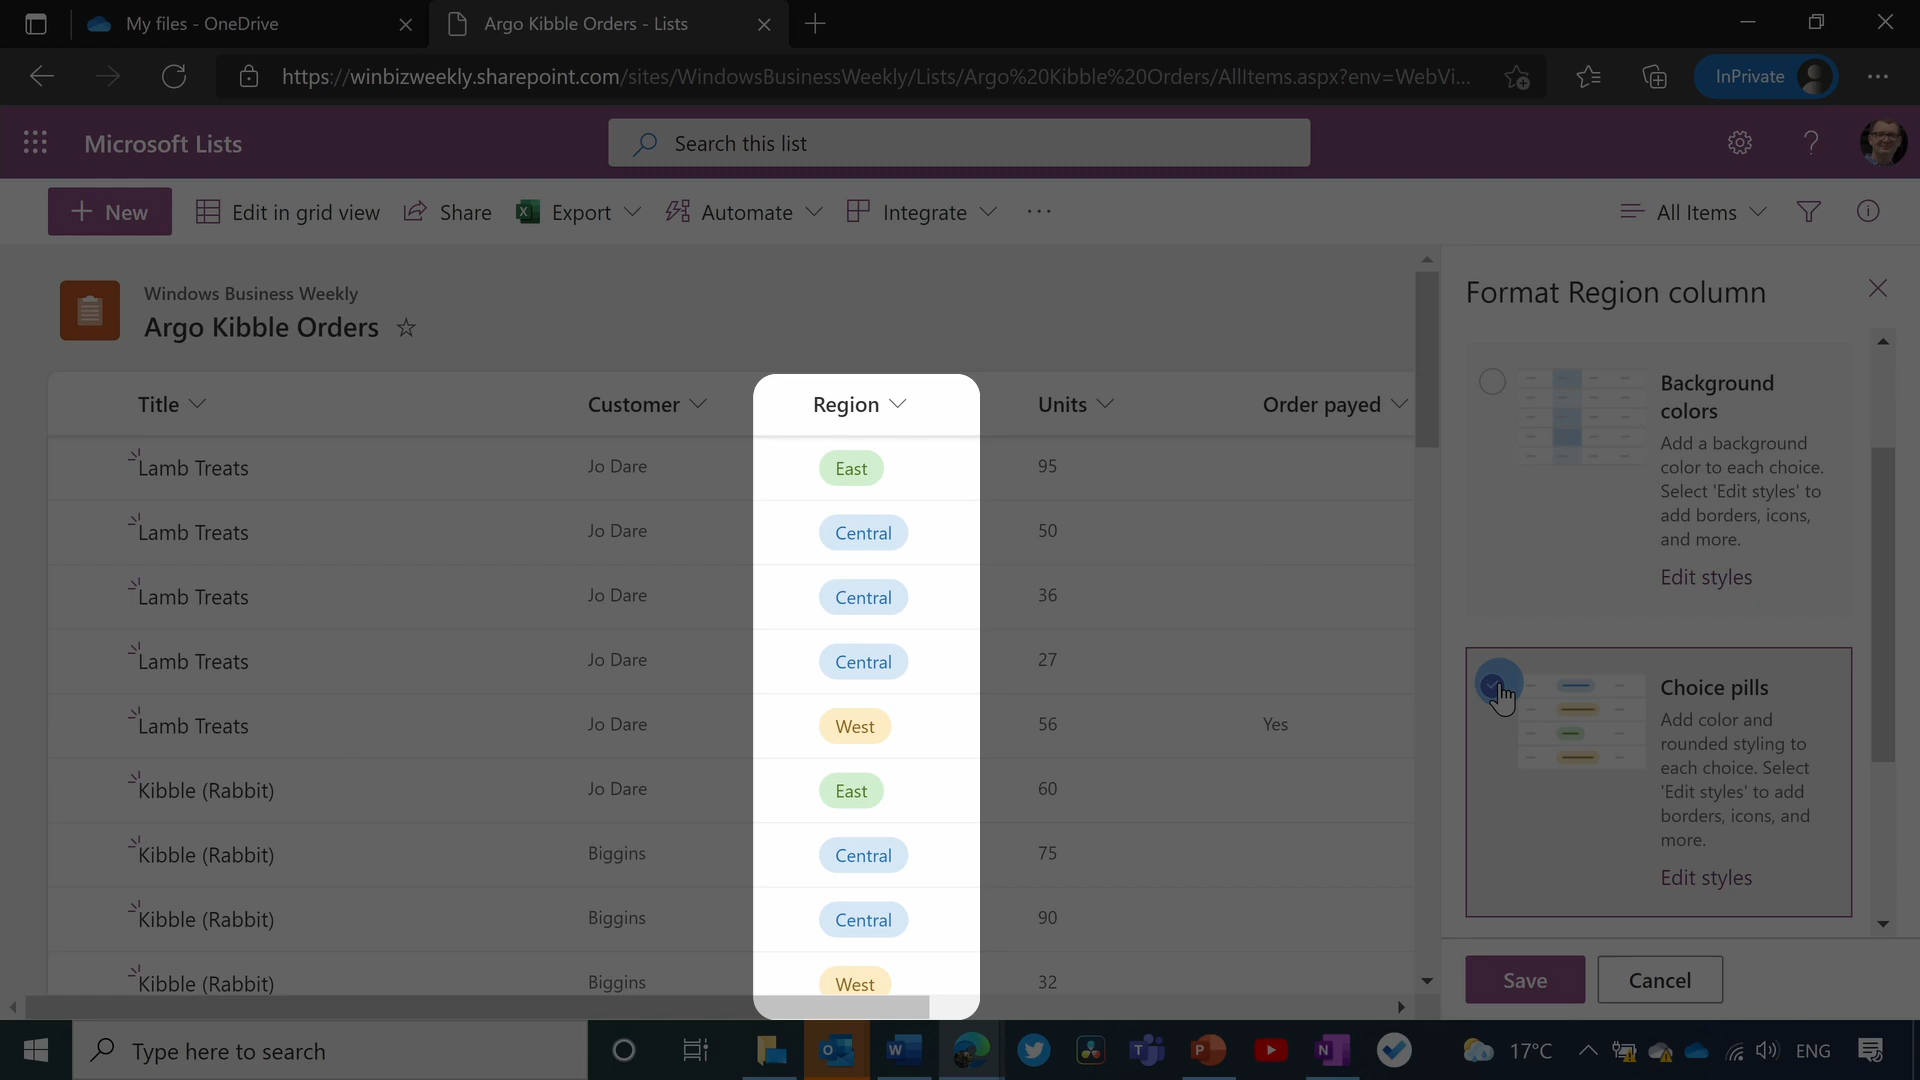 My files - OneDrive
Argo Kibble Orders - Lists
https://winbizweekly.sharepoint.com/sites/WindowsBusinessWeekly/Lists/Argo%20Kibble%20Orders/AllItems.aspx?env=WebVi...
InPrivate
Microsoft Lists
Search this list
New
Edit in grid view
Share
Export
Automate
Integrate
All Items
Windows Business Weekly
Argo Kibble Orders
Title Customer Region Units Order payed
Lamb Treats Jo Dare East 95
Lamb Treats Jo Dare Central 50
Lamb Treats Jo Dare Central 36
Lamb Treats Jo Dare Central 27
Lamb Treats Jo Dare West 56 Yes
Kibble (Rabbit) Jo Dare East 60
Kibble (Rabbit) Biggins Central 75
Kibble (Rabbit) Biggins Central 90
Kibble (Rabbit) Biggins West 32
Format Region column
Background
colors
Add a background
color to each choice.
Select 'Edit styles' to
add borders, icons,
and more.
Edit styles
Choice pills
Add color and
rounded styling to
each choice. Select
'Edit styles' to add
borders, icons, and
more.
Edit styles
Save
Cancel
Type here to search
17°C
ENG